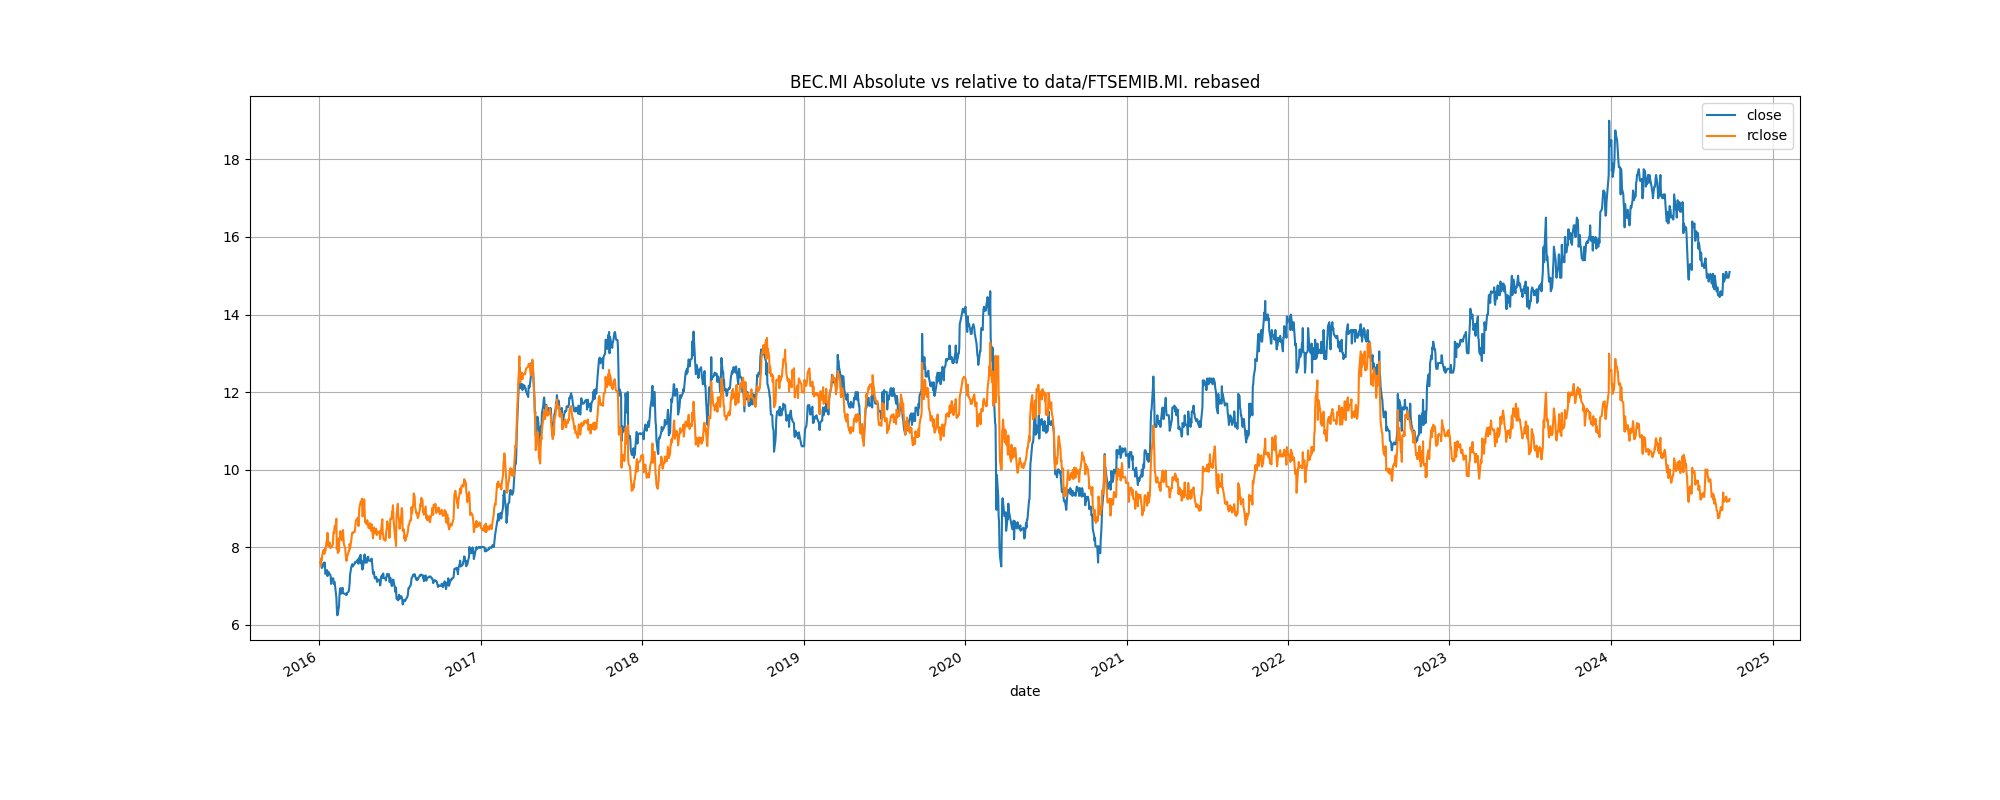 BEC.MI Absolute vs relative to data/FTSEMIB.MI. rebased
close
rclose
18
16
14
12
10
8
6
2016 2017 2018 2019 2020 2021 2022 2023 2024 2025
date